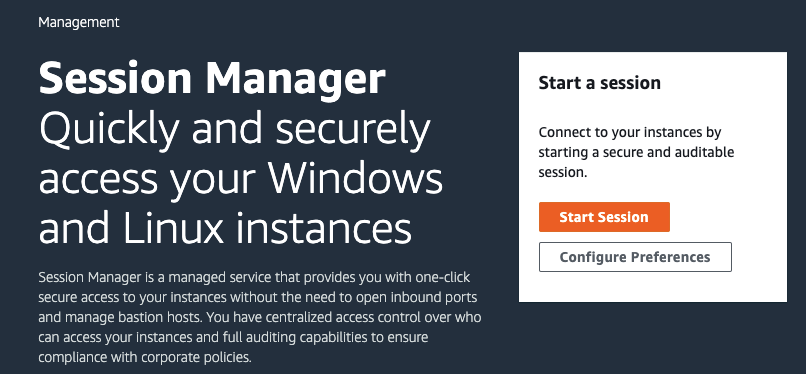 Management
Session Manager
Quickly and securely
access your Windows
and Linux instances
Session Manager is a managed service that provides you with one-click
secure access to your instances without the need to open inbound ports
and manage bastion hosts. You have centralized access control over who
can access your instances and full auditing capabilities to ensure
compliance with corporate policies.
Start a session
Connect to your instances by
starting a secure and auditable
session.
Start Session
Configure Preferences